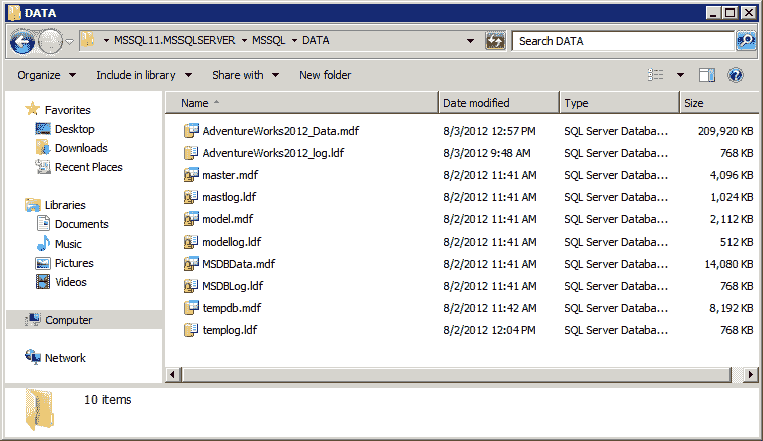 DATA
MSSQL11.MSSQLSERVER MSSQL DATA Search DATA
Organize Include in library Share with New folder
Name Date modified Type Size
Favorites
Desktop
Downloads
Recent Places
Libraries
Documents
Music
Pictures
Videos
Computer
Network
AdventureWorks2012_Data.mdf 8/3/2012 12:57 PM SQL Server Databa... 209,920 KB
AdventureWorks2012_log.ldf 8/3/2012 9:48 AM SQL Server Databa... 768 KB
master.mdf 8/2/2012 11:41 AM SQL Server Databa... 4,096 KB
mastlog.ldf 8/2/2012 11:41 AM SQL Server Databa... 1,024 KB
model.mdf 8/2/2012 11:41 AM SQL Server Databa... 2,112 KB
modellog.ldf 8/2/2012 11:41 AM SQL Server Databa... 512 KB
MSDBData.mdf 8/2/2012 11:41 AM SQL Server Databa... 14,080 KB
MSDBLog.ldf 8/2/2012 11:41 AM SQL Server Databa... 768 KB
tempdb.mdf 8/2/2012 11:42 AM SQL Server Databa... 8,192 KB
templog.ldf 8/2/2012 12:04 PM SQL Server Databa... 768 KB
10 items